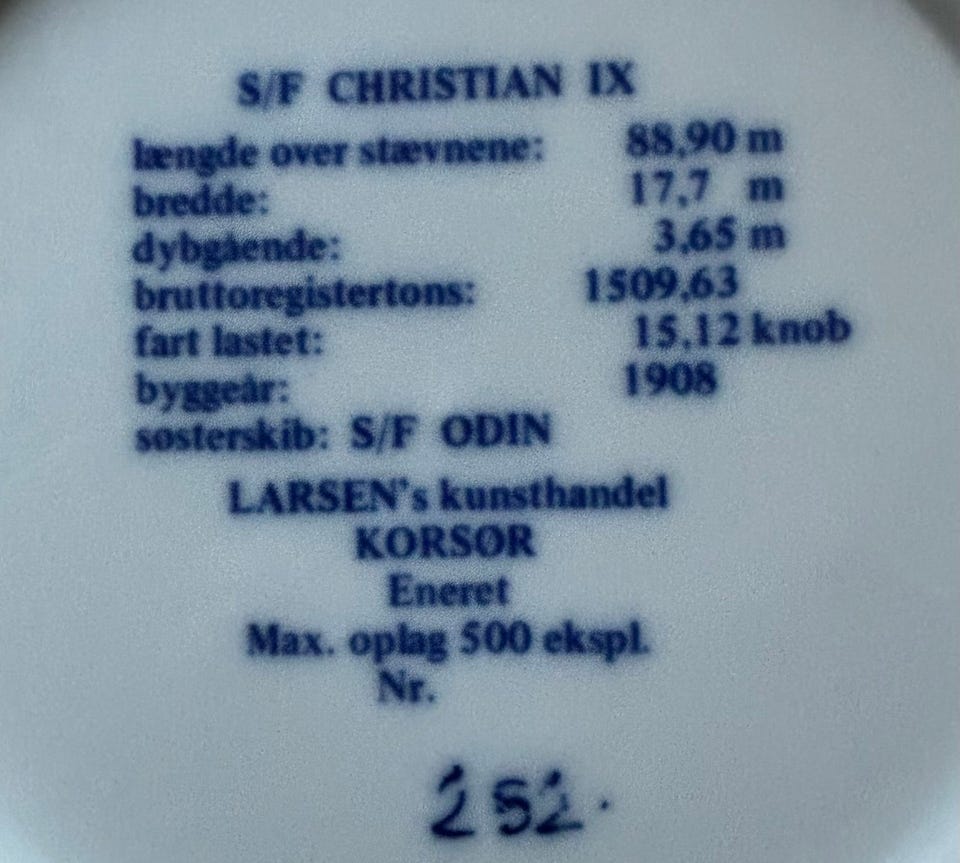 S/F CHRISTIAN IX
længde over stævnene: 88,90 m
bredde: 17,7 m
dybgående: 3,65 m
bruttoregistertons: 1509,63
fart lastet: 15,12 knob
byggeår: 1908
søsterskib: S/F ODIN
LARSEN's kunsthandel
KORSØR
Eneret
Max. oplag 500 ekspl.
Nr.
252.